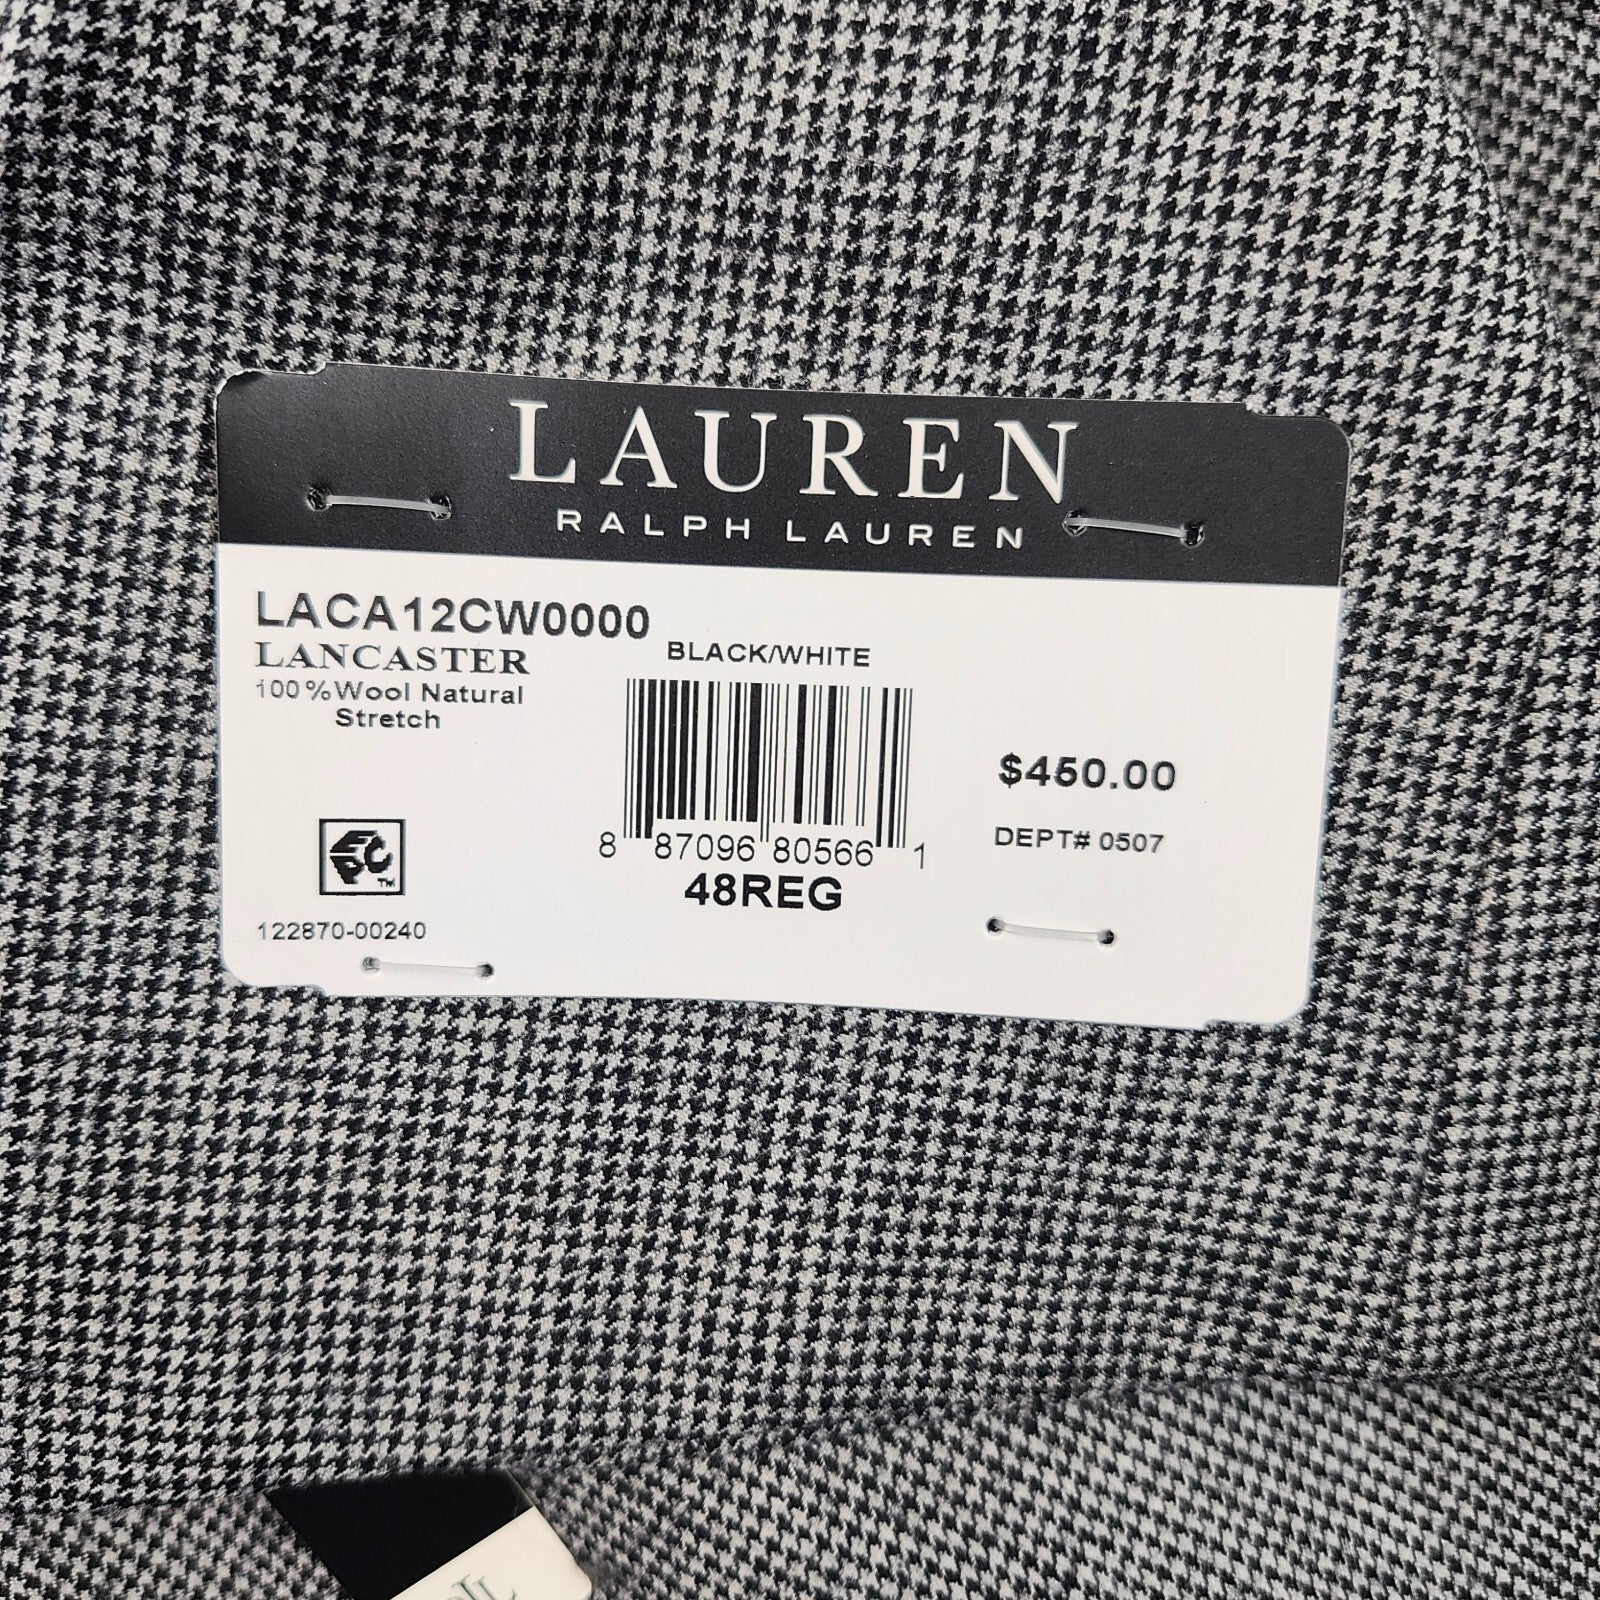 LAUREN
RALPH LAUREN
LACA12CW0000
LANCASTER
BLACK/WHITE
100%Wool Natural
Stretch
$450.00
DEPT# 0507
8 87096 80566 1
48REG
TM
122870-00240